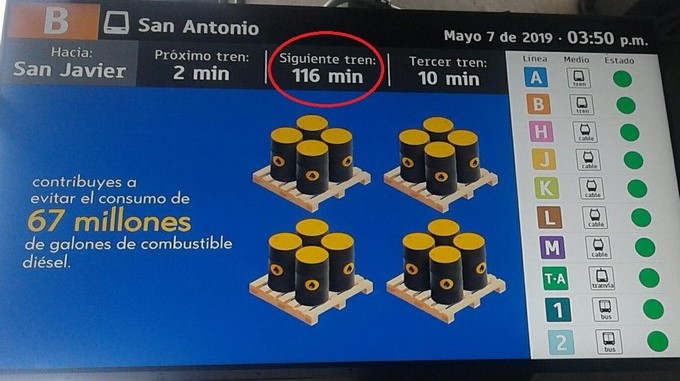 B San Antonio
Mayo 7 de 2019 · 03:50 p.m.
Hacia:
San Javier
Próximo tren:
2 min
Siguiente tren:
116 min
Tercer tren:
10 min
Línea Medio Estado
A tren
B tren
H cable
J cable
K cable
L cable
M cable
T-A tranvía
1 bus
2 bus
contribuyes a
evitar el consumo de
67 millones
de galones de combustible
diésel.